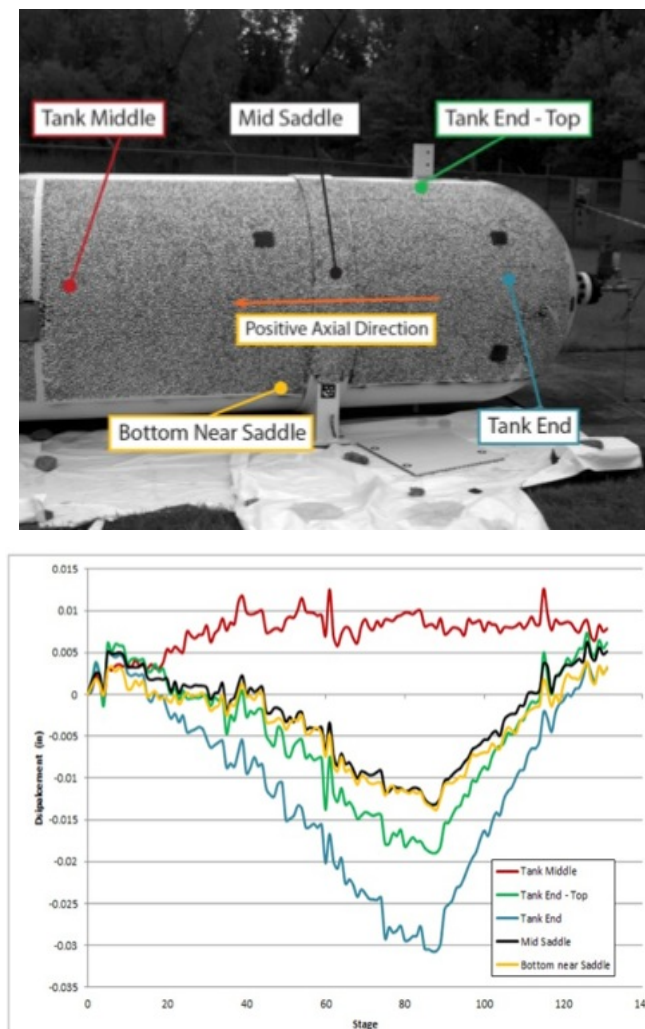 Tank Middle
Mid Saddle
Tank End - Top
Positive Axial Direction
Bottom Near Saddle
Tank End
0.015
0.01
0.005
0
-0.005
-0.01
-0.015
-0.02
-0.025
-0.03
-0.035
Dsipalcement (in)
Tank Middle
Tank End - Top
Tank End
Mid Saddle
Bottom near Saddle
0 20 40 60 80 100 120 14
Stage